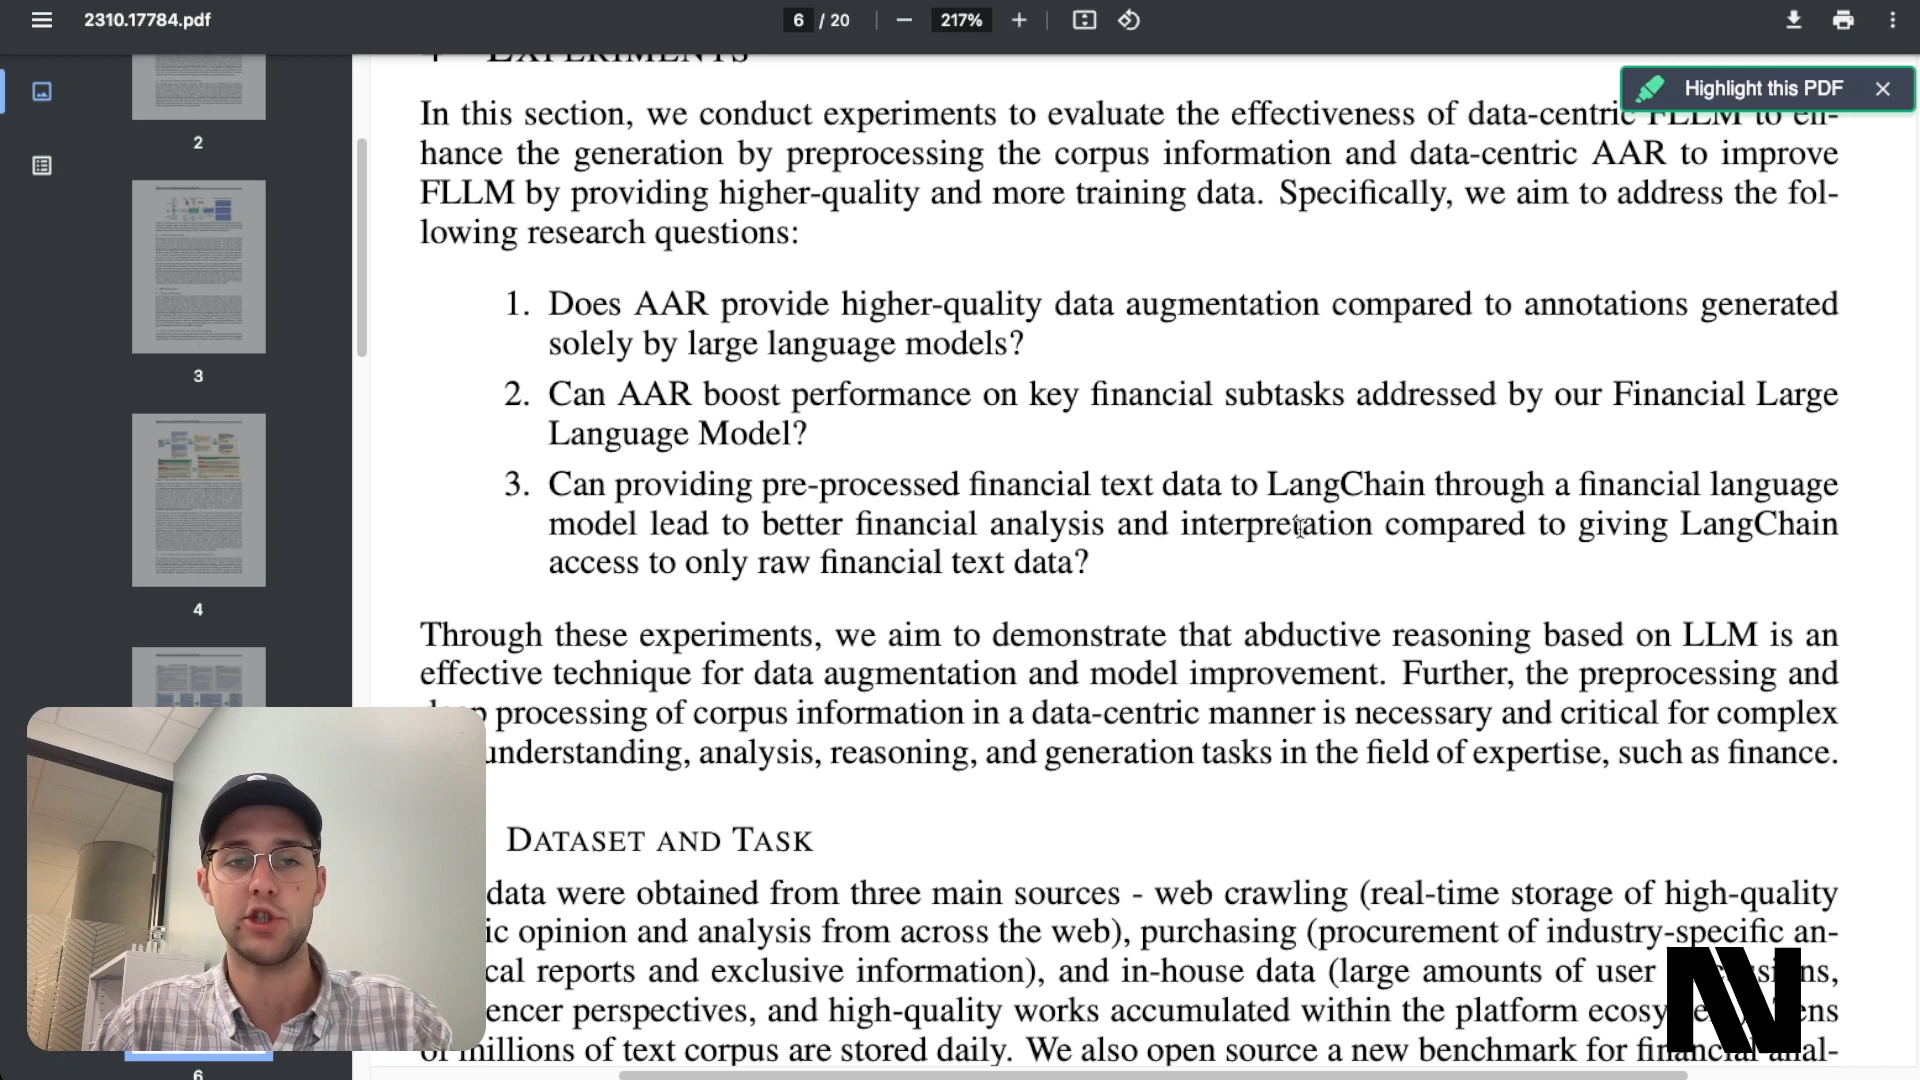 2310.17784.pdf
6 / 20
217%
Highlight this PDF
2
3
4
6
EXPERIMENTS
In this section, we conduct experiments to evaluate the effectiveness of data-centric FLLM to en-
hance the generation by preprocessing the corpus information and data-centric AAR to improve
FLLM by providing higher-quality and more training data. Specifically, we aim to address the fol-
lowing research questions:
1. Does AAR provide higher-quality data augmentation compared to annotations generated
solely by large language models?
2. Can AAR boost performance on key financial subtasks addressed by our Financial Large
Language Model?
3. Can providing pre-processed financial text data to LangChain through a financial language
model lead to better financial analysis and interpretation compared to giving LangChain
access to only raw financial text data?
Through these experiments, we aim to demonstrate that abductive reasoning based on LLM is an
effective technique for data augmentation and model improvement. Further, the preprocessing and
processing of corpus information in a data-centric manner is necessary and critical for complex
understanding, analysis, reasoning, and generation tasks in the field of expertise, such as finance.
DATASET AND TASK
data were obtained from three main sources - web crawling (real-time storage of high-quality
ic opinion and analysis from across the web), purchasing (procurement of industry-specific an-
cal reports and exclusive information), and in-house data (large amounts of user
encer perspectives, and high-quality works accumulated within the platform
of millions of text corpus are stored daily. We also open source a new benchmark for financial anal-